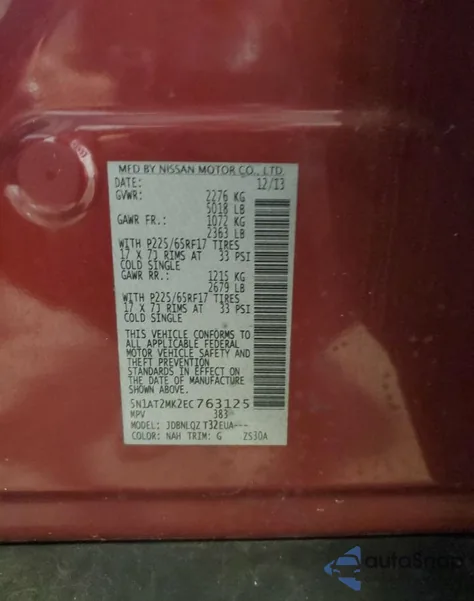 MFD BY NISSAN MOTOR CO., LTD.
DATE: 12/13
GVWR: 2276 KG
5018 LB
GAWR FR.: 1072 KG
2363 LB
WITH P225/65RF17 TIRES
17 X 7J RIMS AT 33 PSI
COLD SINGLE
GAWR RR.: 1215 KG
2679 LB
WITH P225/65RF17 TIRES
17 X 7J RIMS AT 33 PSI
COLD SINGLE
THIS VEHICLE CONFORMS TO
ALL APPLICABLE FEDERAL
MOTOR VEHICLE SAFETY AND
THEFT PREVENTION
STANDARDS IN EFFECT ON
THE DATE OF MANUFACTURE
SHOWN ABOVE.
5N1AT2MK2EC763125
MPV 383
MODEL: JDBNLQZ T32EUA---
COLOR: NAH TRIM: G ZS30A
autoSnap